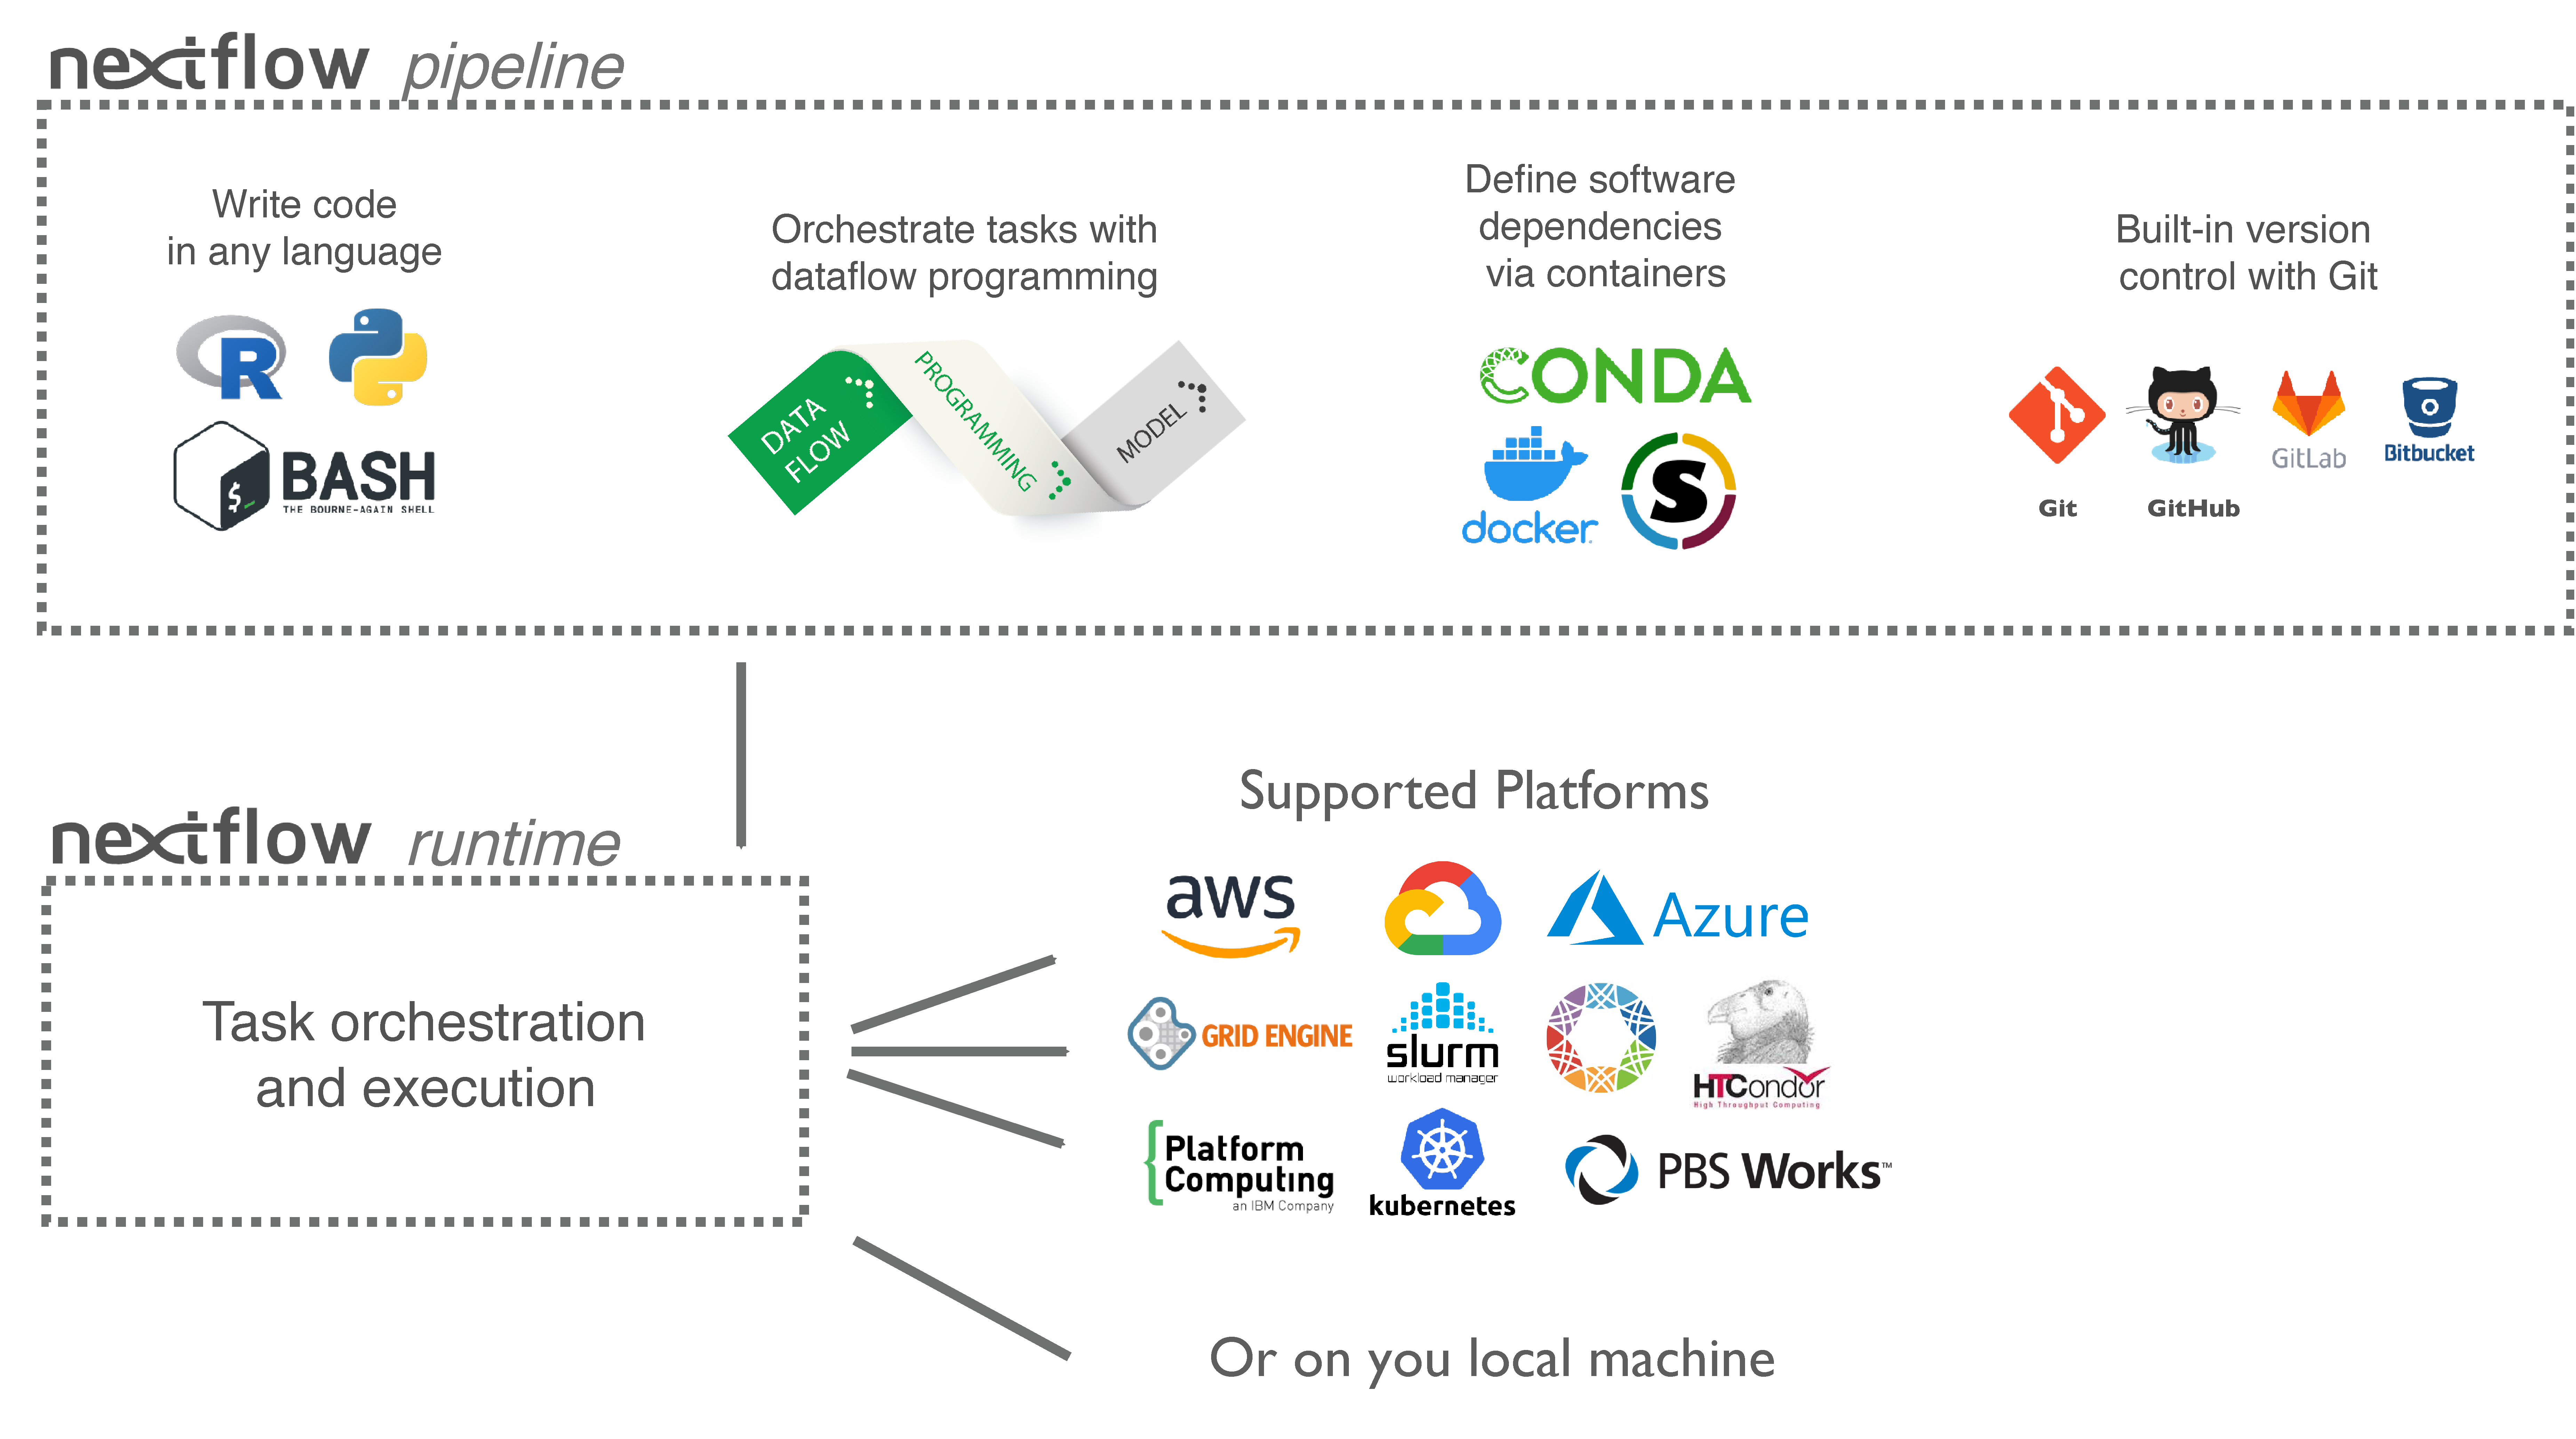 nextflow pipeline
Write code
in any language
R
BASH
THE BOURNE-AGAIN SHELL
$_
Orchestrate tasks with
dataflow programming
DATA
FLOW
PROGRAMMING
MODEL
Define software
dependencies
via containers
CONDA
docker
S
Built-in version
control with Git
Git
GitHub
GitLab
Bitbucket
nextflow runtime
Task orchestration
and execution
Supported Platforms
aws
Azure
GRID ENGINE
slurm
workload manager
HTCondor
High Throughput Computing
Platform
Computing
an IBM Company
kubernetes
PBS Works™
Or on you local machine